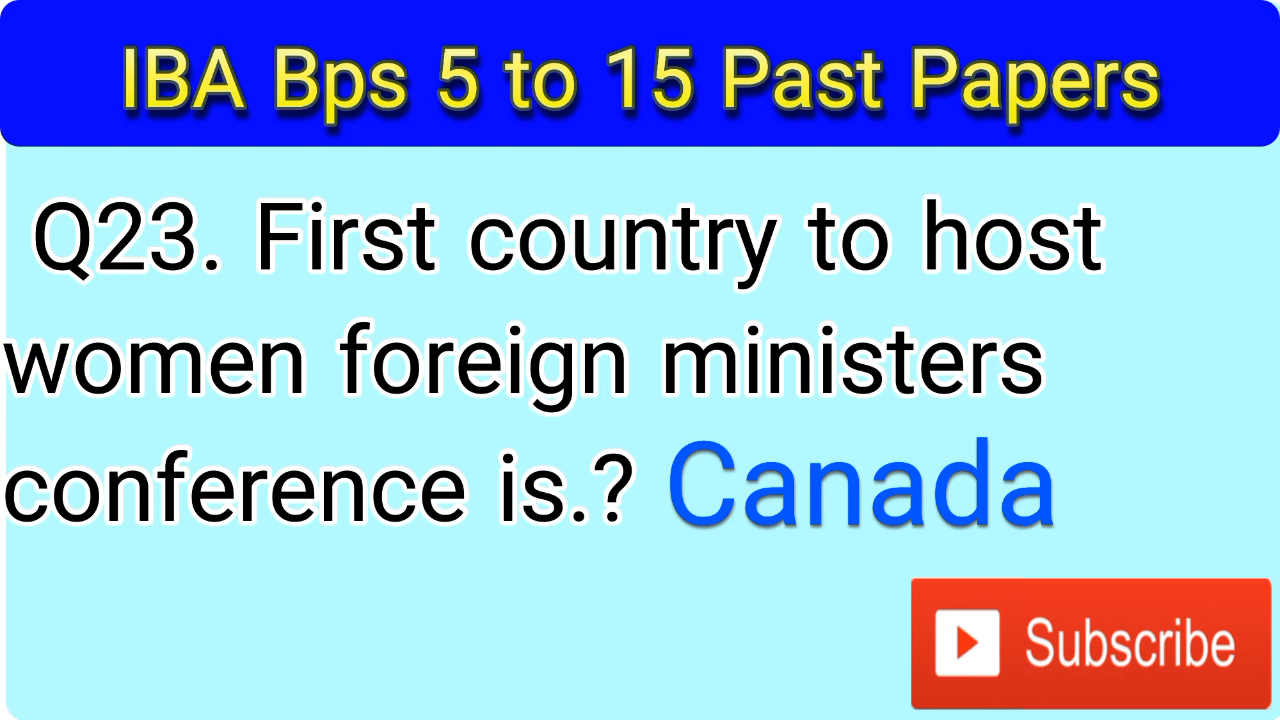 IBA Bps 5 to 15 Past Papers
Q23. First country to host
women foreign ministers
conference is.? Canada
Subscribe